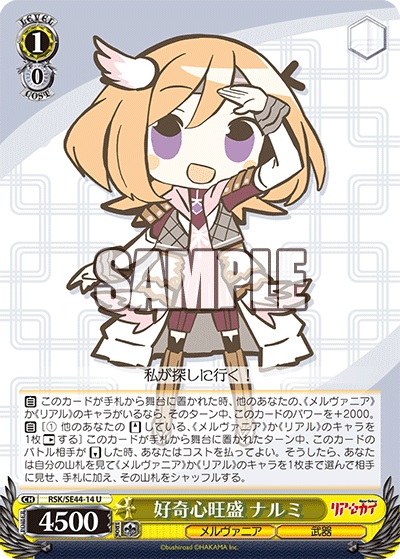 LEVEL
1
0
COST
SAMPLE
私が探しに行く!
自 このカードが手札から舞台に置かれた時、他のあなたの、《メルヴァニア》
か《リアル》のキャラがいるなら、そのターン中、このカードのパワーを+2000。
自 [① 他のあなたの している、《メルヴァニア》か《リアル》のキャラを
1枚 する] このカードが手札から舞台に置かれたターン中、このカードの
バトル相手が した時、あなたはコストを払ってよい。そうしたら、あなた
は自分の山札を見て《メルヴァニア》か《リアル》のキャラを1枚まで選んで相手
に見せ、手札に加え、その山札をシャッフルする。
CH RSK/SE44-14 U
POWER
4500
好奇心旺盛 ナルミ
リアセカイ
メルヴァニア
武器
©bushiroad ©HAKAMA Inc.